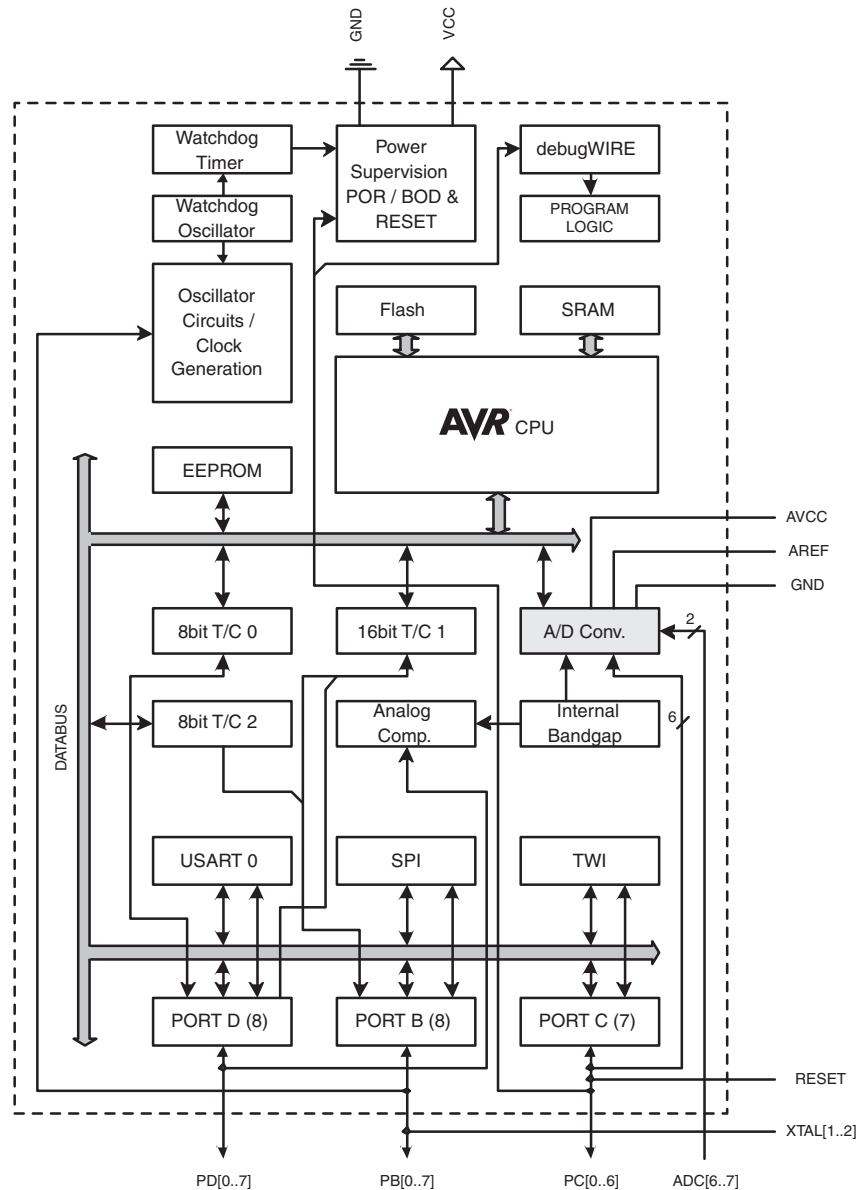 GND
VCC
Watchdog
Timer
Power
Supervision
POR / BOD &
RESET
debugWIRE
Watchdog
Oscillator
PROGRAM
LOGIC
Oscillator
Circuits /
Clock
Generation
Flash
SRAM
AVR CPU
EEPROM
AVCC
AREF
GND
8bit T/C 0
16bit T/C 1
A/D Conv.
2
DATABUS
8bit T/C 2
Analog
Comp.
Internal
Bandgap
6
USART 0
SPI
TWI
PORT D (8)
PORT B (8)
PORT C (7)
RESET
XTAL[1..2]
PD[0..7]
PB[0..7]
PC[0..6]
ADC[6..7]